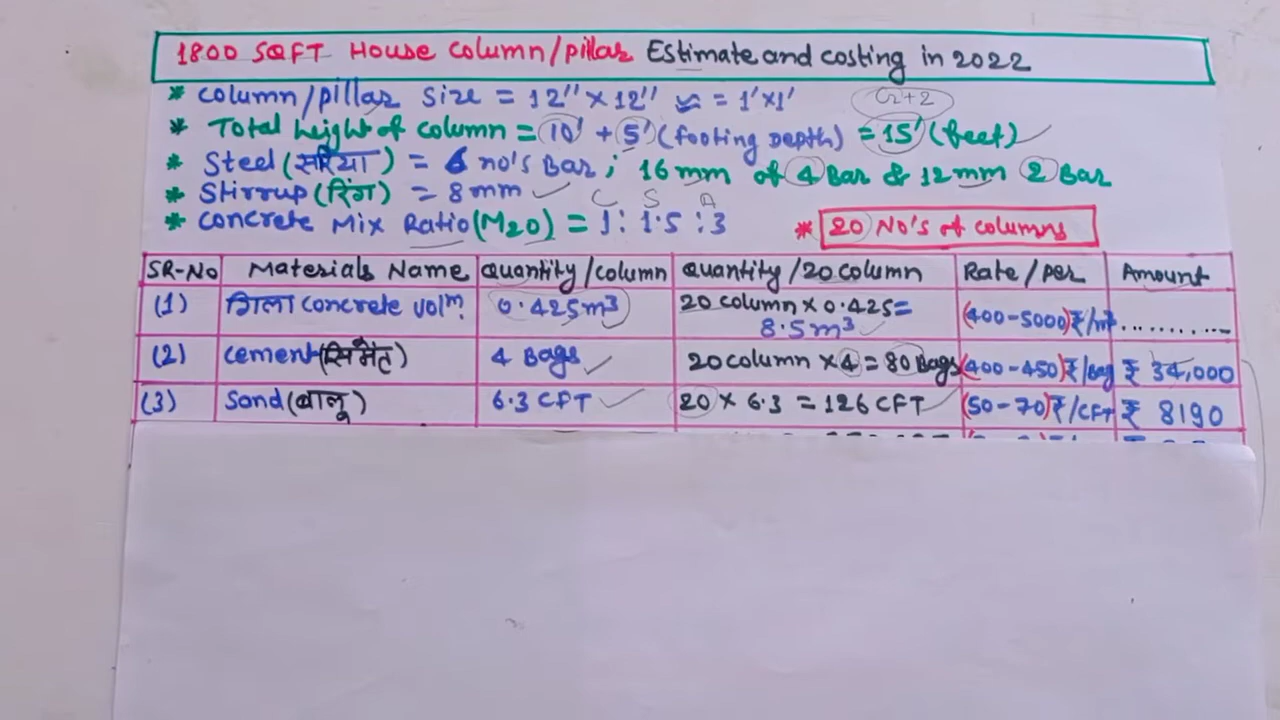 1800 SQFT House Column/pillar Estimate and costing in 2022
* Column/pillar Size = 12" × 12" = 1' × 1' G+2
* Total height of column = 10' + 5' (footing Depth) = 15' (feet)
* Steel (सरिया) = 6 no's Bar; 16 mm of 4 Bar & 12 mm 2 Bar
* Stirrup (रिंग) = 8 mm C S A
* Concrete Mix Ratio (M20) = 1 : 1.5 : 3 * 20 No's of columns
SR-No Materials Name Quantity/column Quantity/20 column Rate/per Amount
(1) गिला concrete volm. 0.425m³ 20 column × 0.425 = 8.5 m³ (400-5000)₹/m³ ...........
(2) Cement (सिमेंट) 4 Bags 20 column × 4 = 80 Bags (400-450)₹/Bag ₹ 34,000
(3) Sand (बालू) 6.3 CFT 20 × 6.3 = 126 CFT (50-70)₹/CFT ₹ 8190